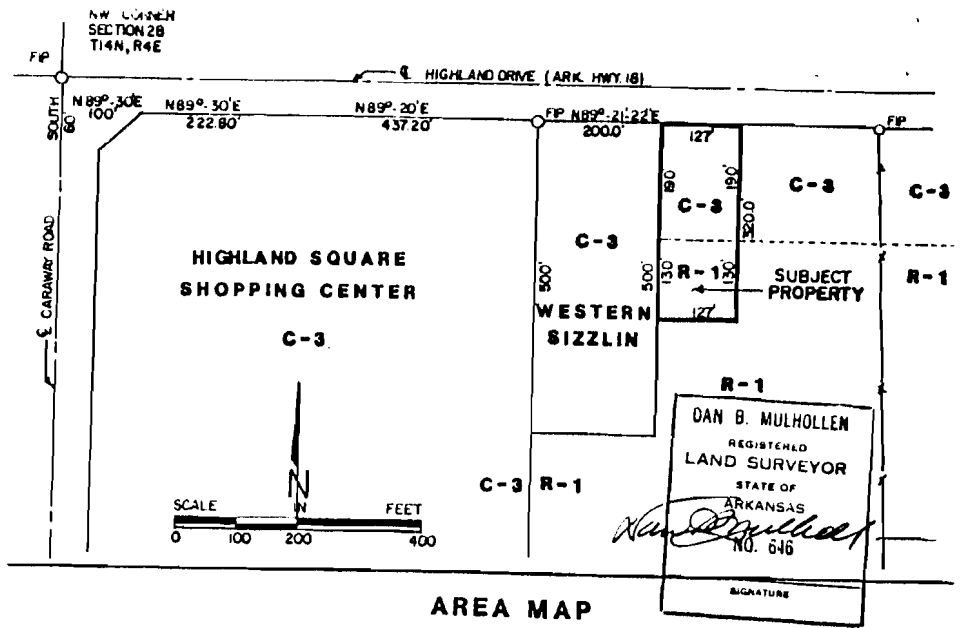 NW CORNER
SECTION 28
T14N, R4E
FIP
℄ HIGHLAND DRIVE (ARK. HWY. 18)
SOUTH
60'
N89°-30'E
100'
N89°-30'E
222.80'
N89°-20'E
437.20'
FIP
N89°-21'-22"E
200.0'
127'
FIP
190'
190'
C-3
C-3
C-3
C-3
320.0'
HIGHLAND SQUARE
SHOPPING CENTER
C-3
500'
500'
130'
R-1
130'
SUBJECT
PROPERTY
R-1
127'
WESTERN
SIZZLIN
℄ CARAWAY ROAD
R-1
DAN B. MULHOLLEN
REGISTERED
LAND SURVEYOR
STATE OF
ARKANSAS
NO. 646
SIGNATURE
C-3
R-1
N
SCALE
IN
FEET
0
100
200
400
AREA MAP